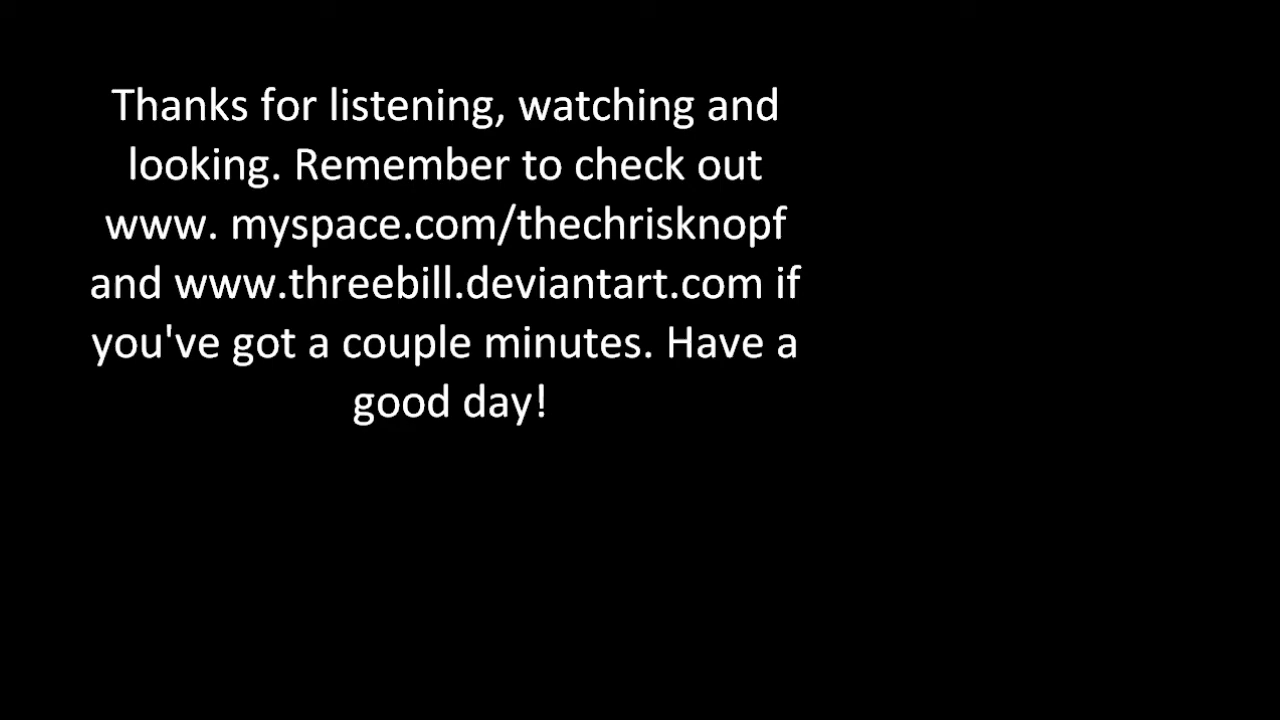 Thanks for listening, watching and
looking. Remember to check out
www. myspace.com/thechrisknopf
and www.threebill.deviantart.com if
you've got a couple minutes. Have a
good day!